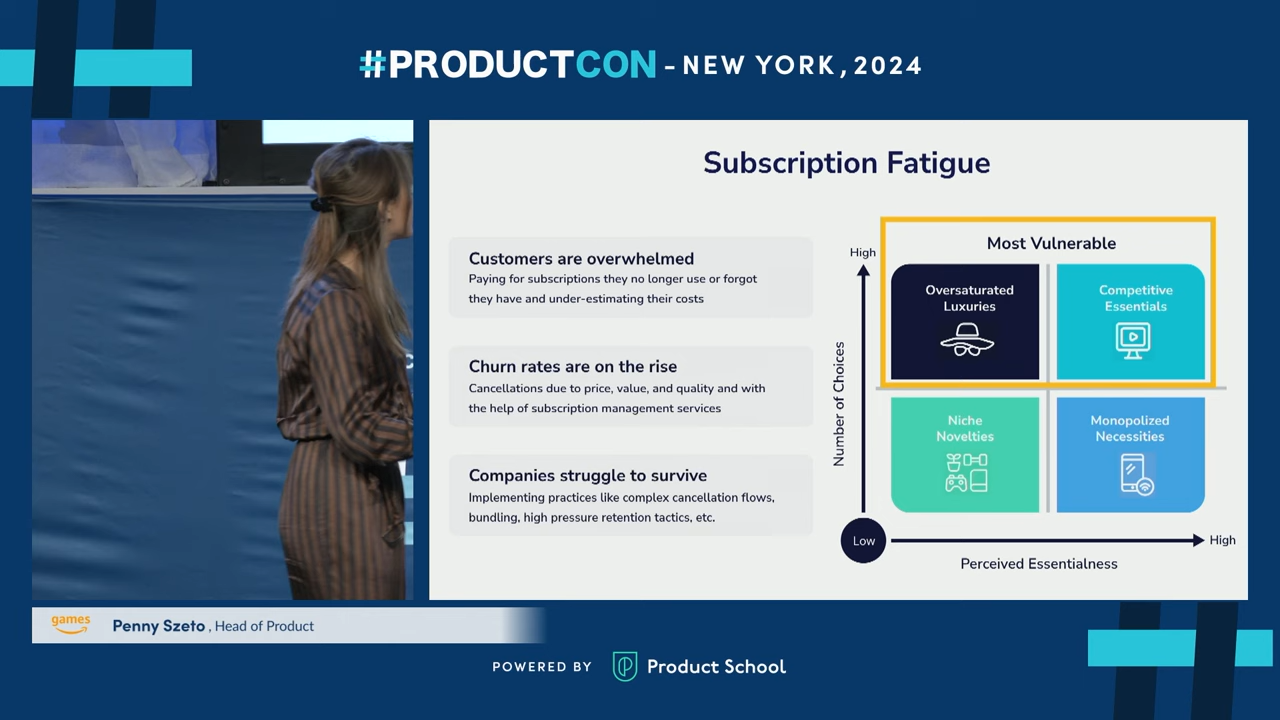 #PRODUCTCON - NEW YORK, 2024
Subscription Fatigue
Customers are overwhelmed
Paying for subscriptions they no longer use or forgot
they have and under-estimating their costs
Churn rates are on the rise
Cancellations due to price, value, and quality and with
the help of subscription management services
Companies struggle to survive
Implementing practices like complex cancellation flows,
bundling, high pressure retention tactics, etc.
Most Vulnerable
High
Number of Choices
Oversaturated
Luxuries
Competitive
Essentials
Niche
Novelties
Monopolized
Necessities
Low
High
Perceived Essentialness
games
Penny Szeto, Head of Product
POWERED BY Product School